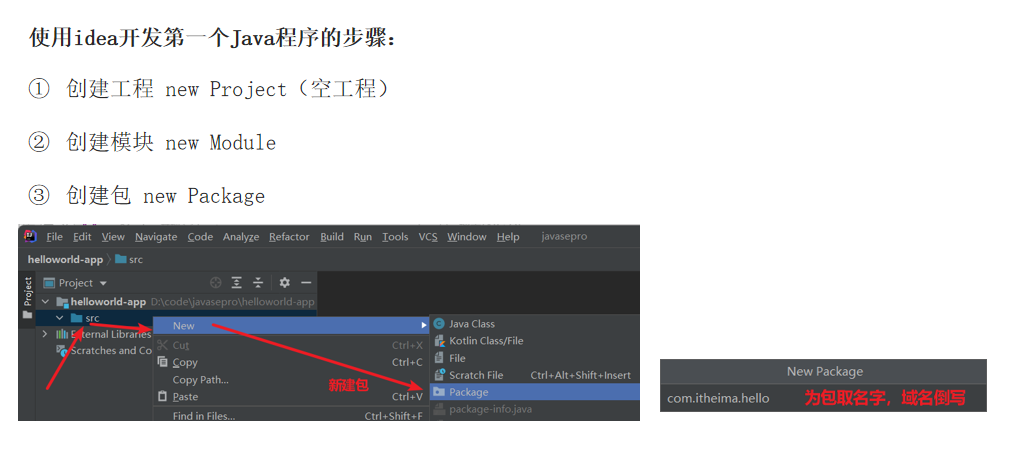 使用idea开发第一个Java程序的步骤：
① 创建工程 new Project（空工程）
② 创建模块 new Module
③ 创建包 new Package
File Edit View Navigate Code Analyze Refactor Build Run Tools VCS Window Help javasepro
helloworld-app src
Project
Project
helloworld-app D:\code\javasepro\helloworld-app
src
External Libraries
Scratches and Co
New
Cut Ctrl+X
Copy Ctrl+C
Copy Path...
Paste Ctrl+V
Find in Files... Ctrl+Shift+F
新建包
Java Class
Kotlin Class/File
File
Scratch File Ctrl+Alt+Shift+Insert
Package
package-info.java
New Package
com.itheima.hello 为包取名字，域名倒写